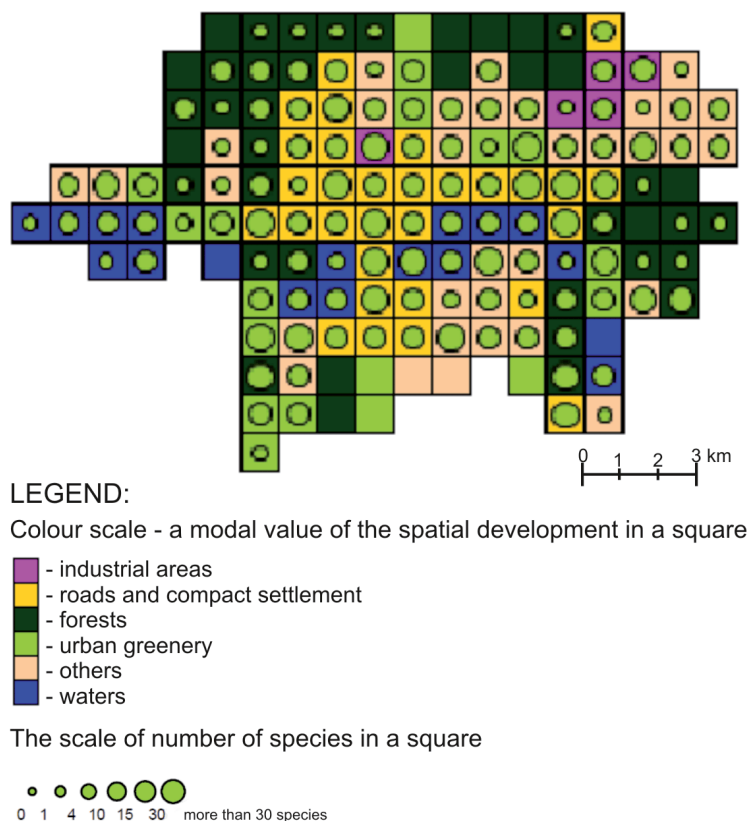 0 1 2 3 km
LEGEND:
Colour scale - a modal value of the spatial development in a square
- industrial areas
- roads and compact settlement
- forests
- urban greenery
- others
- waters
The scale of number of species in a square
0 1 4 10 15 30 more than 30 species